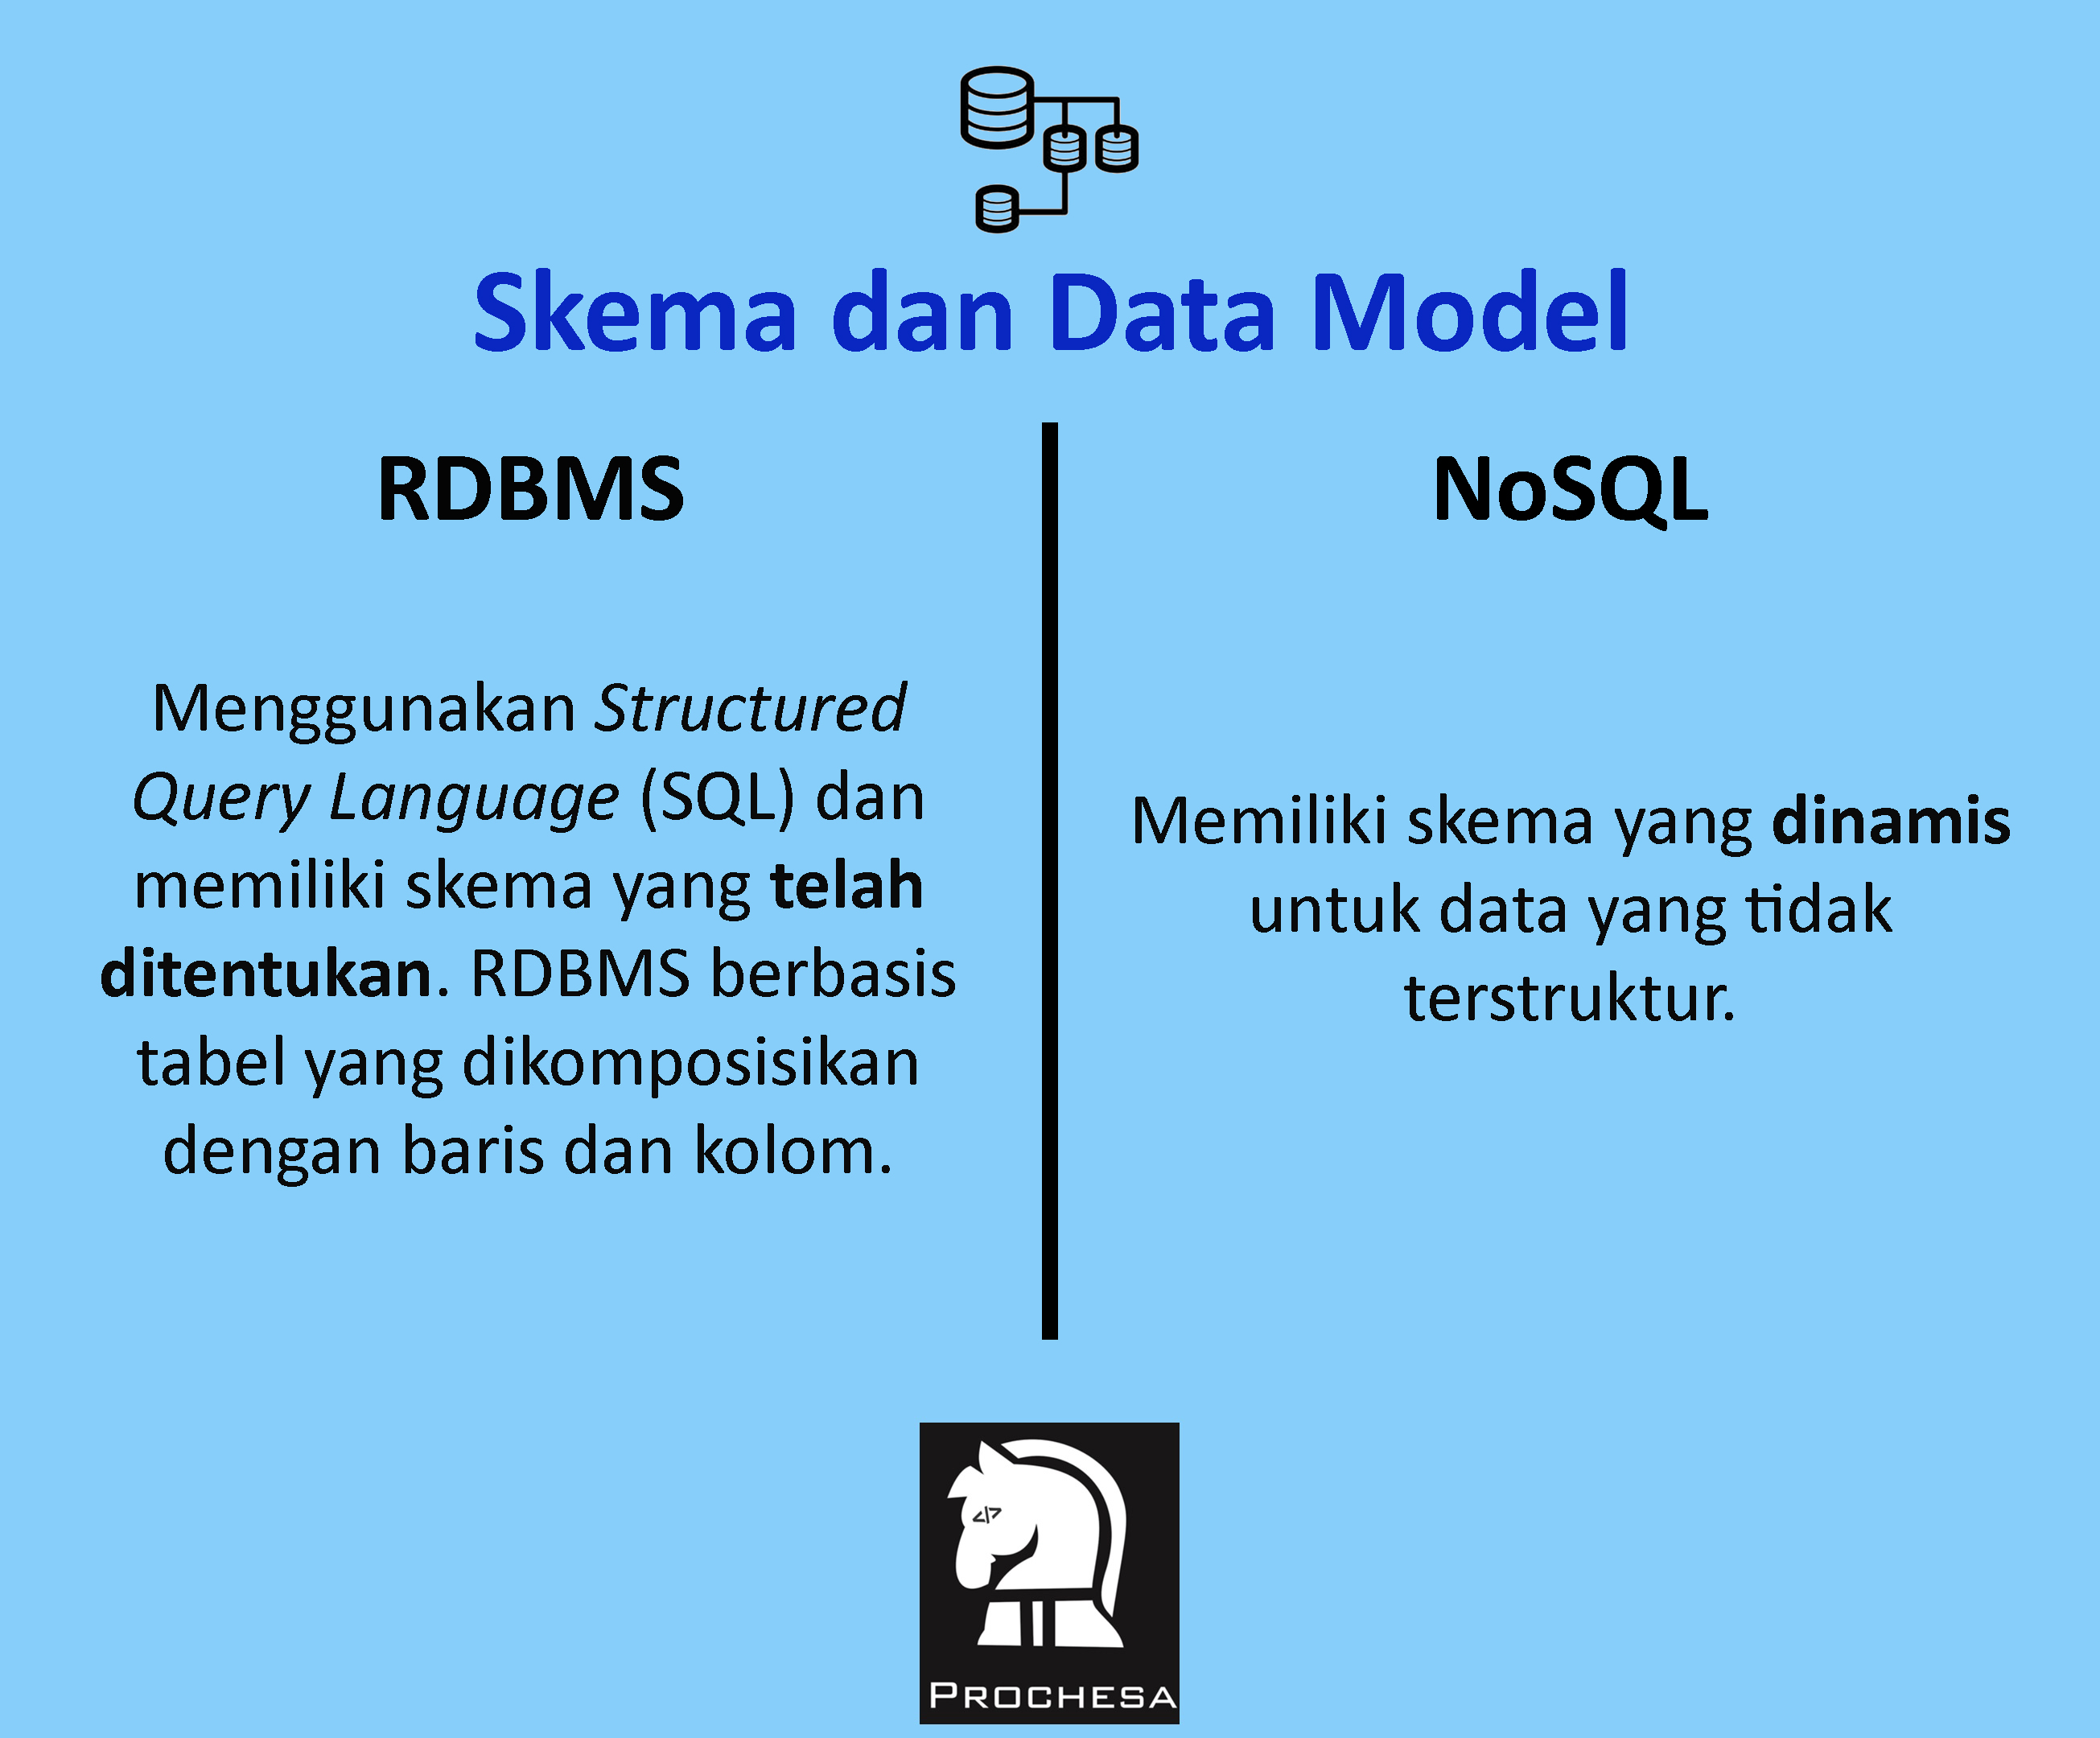 Skema dan Data Model
RDBMS
Menggunakan Structured
Query Language (SQL) dan
memiliki skema yang telah
ditentukan. RDBMS berbasis
tabel yang dikomposisikan
dengan baris dan kolom.
NoSQL
Memiliki skema yang dinamis
untuk data yang tidak
terstruktur.
</>
PROCHESA